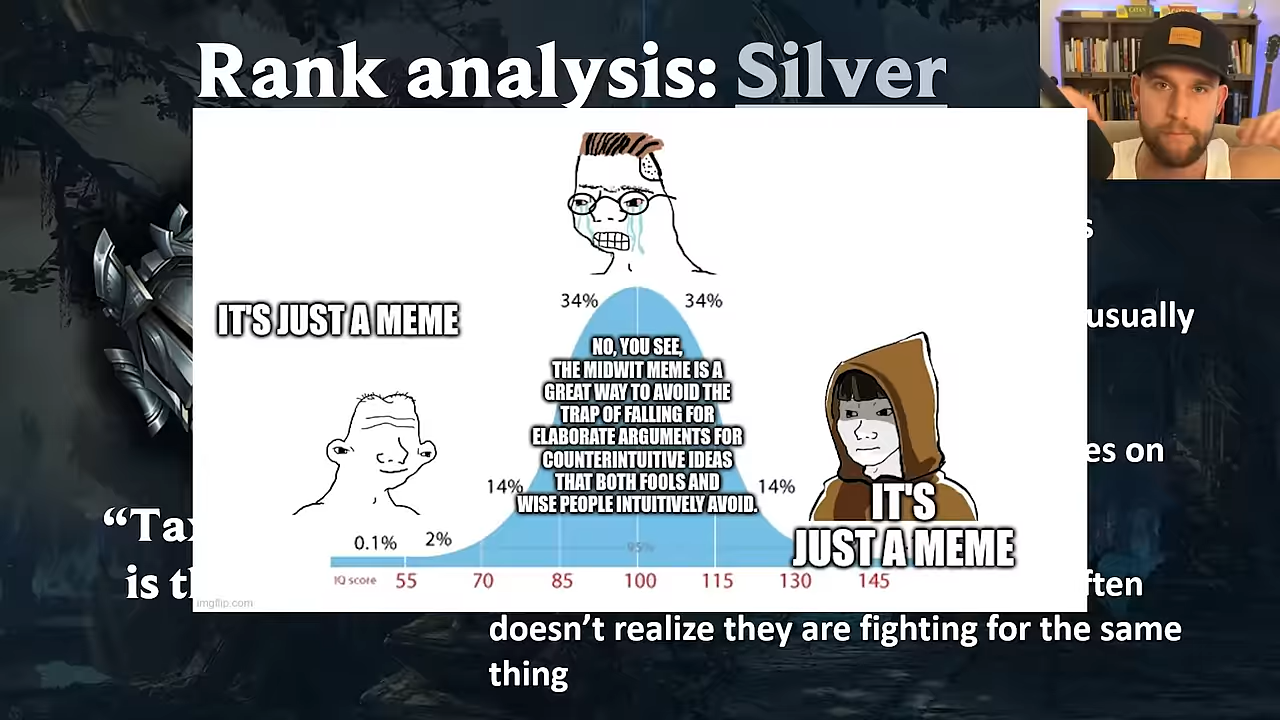 Rank analysis: Silver
IT'S JUST A MEME
34%
34%
NO, YOU SEE,
THE MIDWIT MEME IS A
GREAT WAY TO AVOID THE
TRAP OF FALLING FOR
ELABORATE ARGUMENTS FOR
COUNTERINTUITIVE IDEAS
THAT BOTH FOOLS AND
WISE PEOPLE INTUITIVELY AVOID.
14%
14%
IT'S
JUST A MEME
0.1%
2%
95%
IQ score 55 70 85 100 115 130 145
imgflip.com
s
usually
es on
“Tax
is th
ften
doesn’t realize they are fighting for the same
thing
CATAN